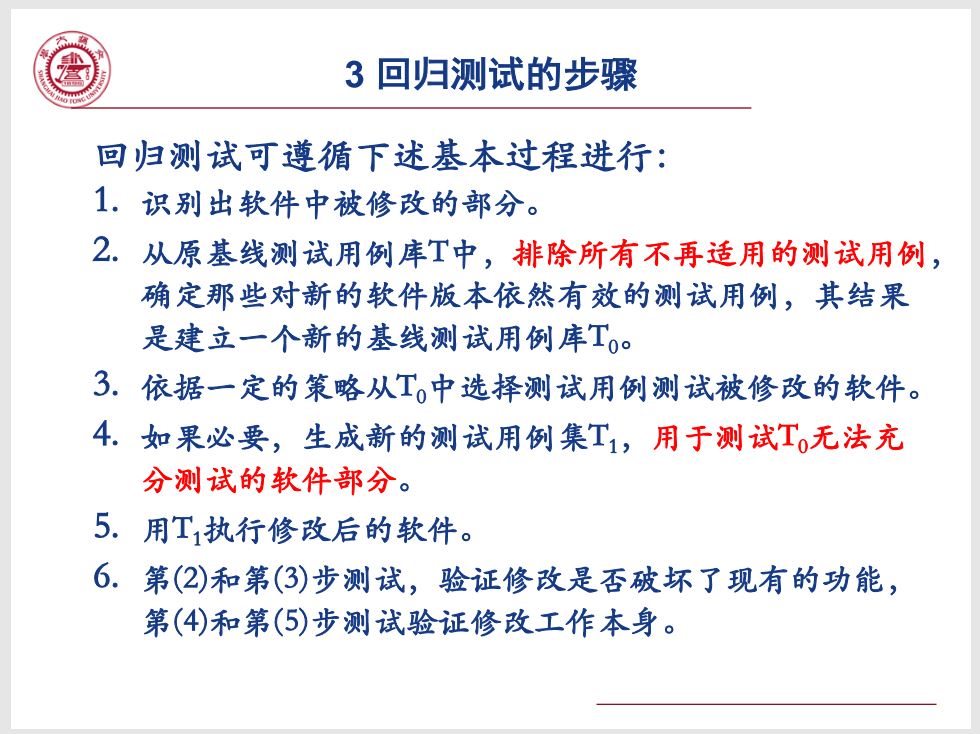 3 回归测试的步骤
回归测试可遵循下述基本过程进行：
1. 识别出软件中被修改的部分。
2. 从原基线测试用例库T中，排除所有不再适用的测试用例，
确定那些对新的软件版本依然有效的测试用例，其结果
是建立一个新的基线测试用例库T₀。
3. 依据一定的策略从T₀中选择测试用例测试被修改的软件。
4. 如果必要，生成新的测试用例集T₁，用于测试T₀无法充
分测试的软件部分。
5. 用T₁执行修改后的软件。
6. 第(2)和第(3)步测试，验证修改是否破坏了现有的功能，
第(4)和第(5)步测试验证修改工作本身。